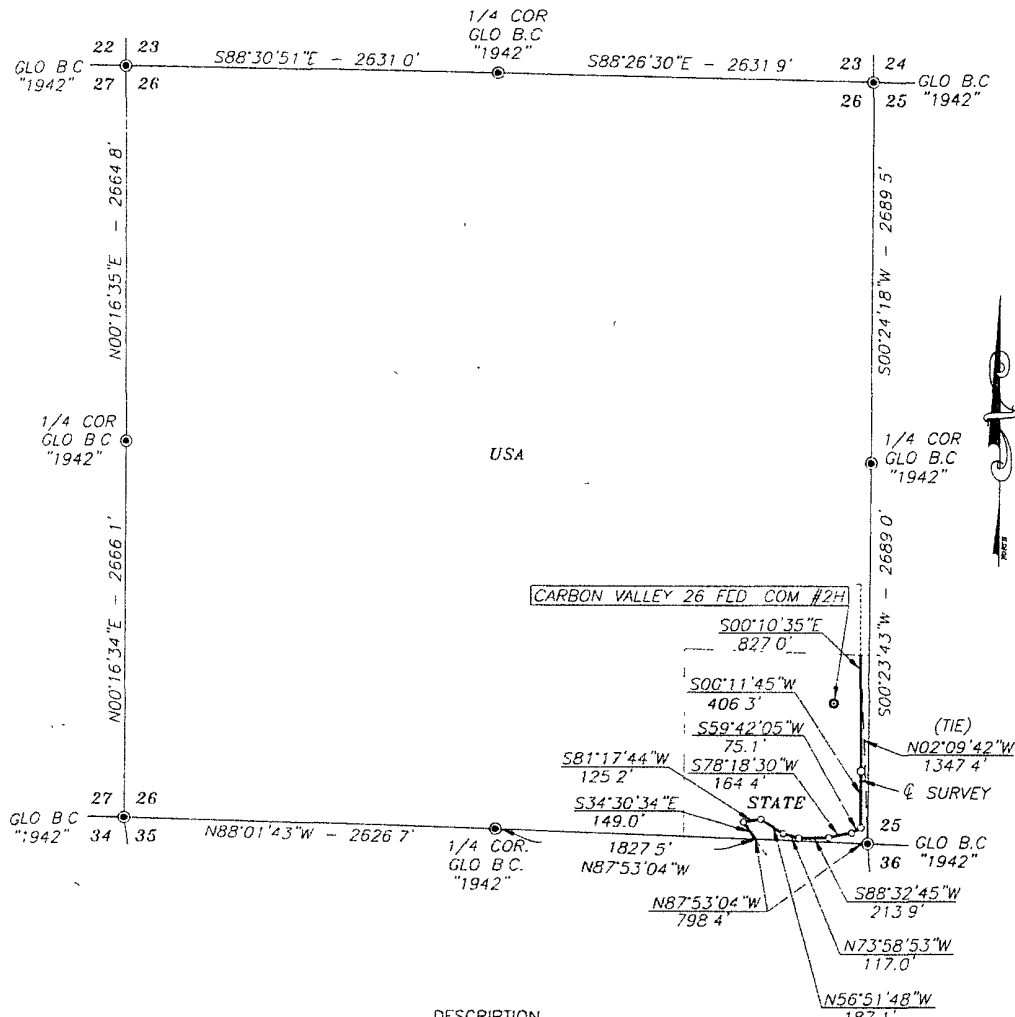 1/4 COR
GLO B.C
"1942"
22 23
S88°30'51"E - 2631 0'
S88°26'30"E - 2631 9'
23 24
GLO B C
"1942"
27 26
26 25
GLO B.C
"1942"
N00°16'35"E - 2664 8'
S00°24'18"W - 2689 5'
1/4 COR
GLO B C
"1942"
USA
1/4 COR
GLO B.C
"1942"
N00°16'34"E - 2666 1'
S00°23'43"W - 2689 0'
CARBON VALLEY 26 FED COM #2H
S00°10'35"E
827 0'
S00°11'45"W
406 3'
(TIE)
N02°09'42"W
1347 4'
S59°42'05"W
75.1'
S81°17'44"W
125 2'
S78°18'30"W
164 4'
℄ SURVEY
S34°30'34"E
149.0'
STATE
27 26
GLO B C
"1942"
34 35
N88°01'43"W - 2626 7'
1/4 COR.
GLO B C.
"1942"
1827 5'
N87°53'04"W
25
GLO B C
"1942"
36
N87°53'04"W
798 4'
S88°32'45"W
213 9'
N73°58'53"W
117.0'
N56°51'48"W
187.1'
DESCRIPTION